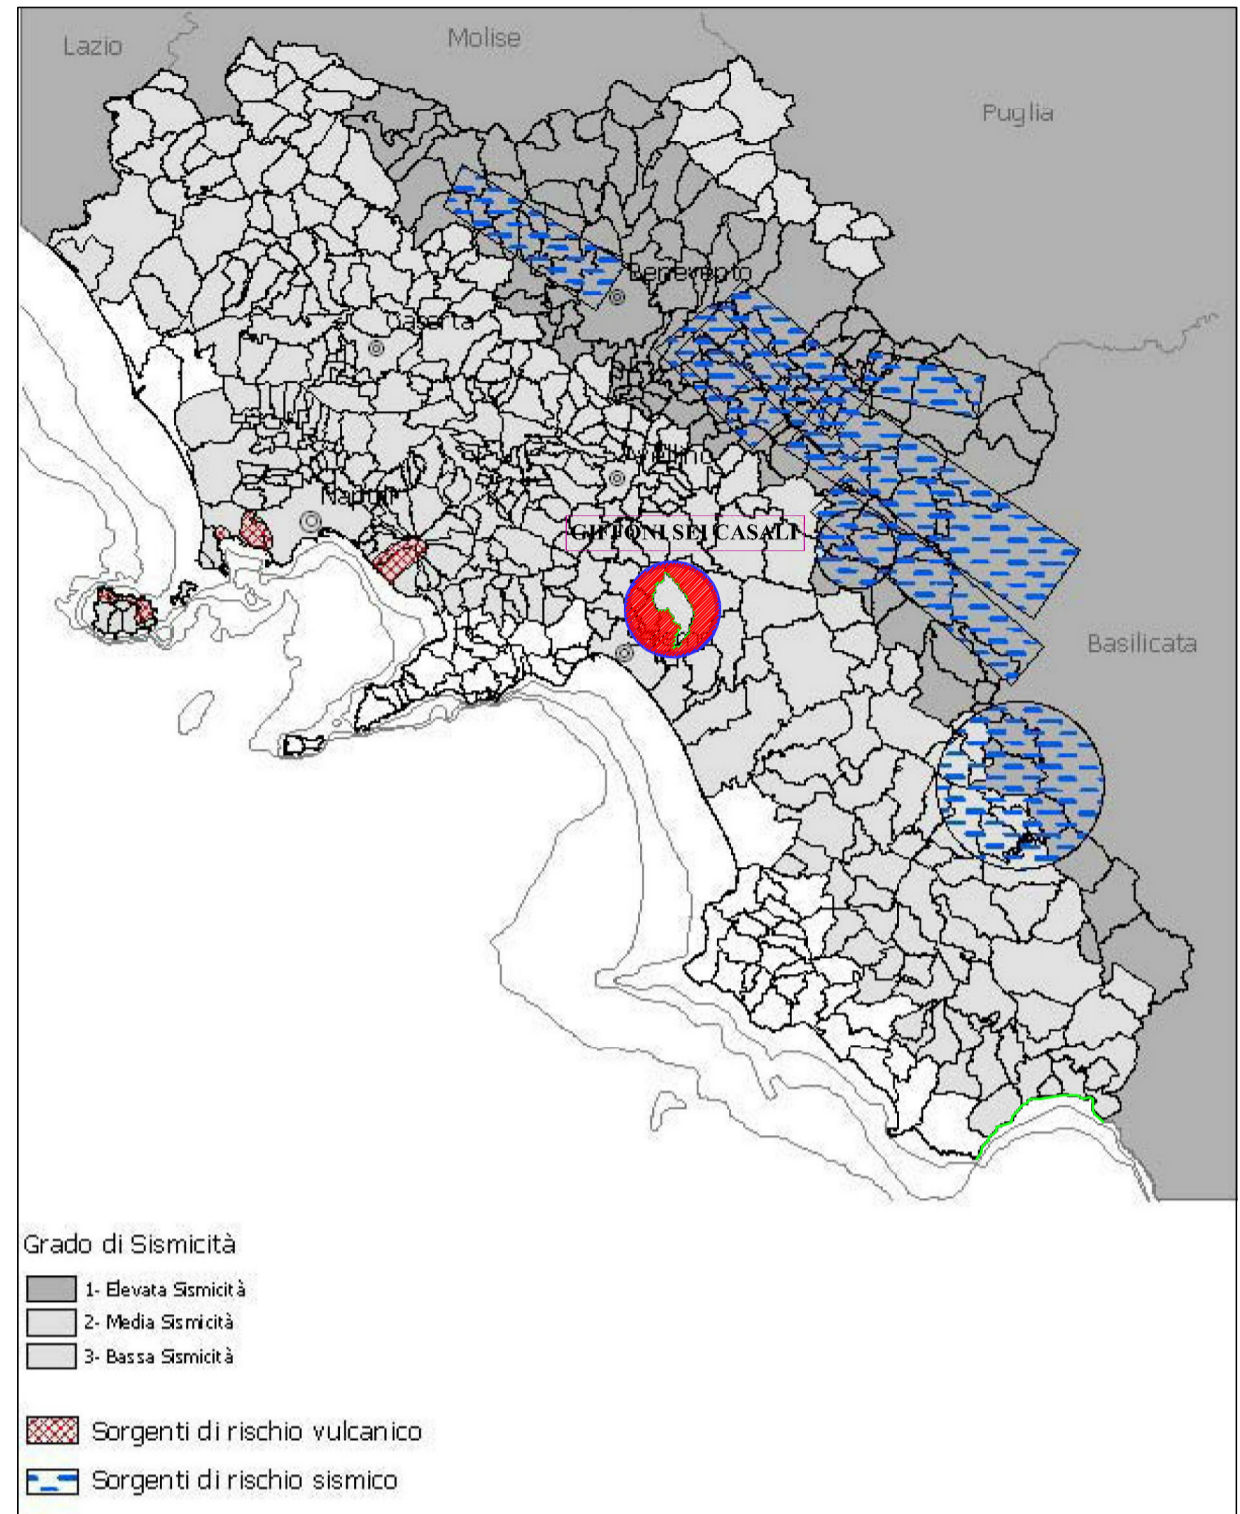 Lazio
Molise
Puglia
Benevento
Caserta
Avellino
Napoli
GIFFONI SEI CASALI
Basilicata
Grado di Sismicità
1- Elevata Sismicità
2- Media Sismicità
3- Bassa Sismicità
Sorgenti di rischio vulcanico
Sorgenti di rischio sismico